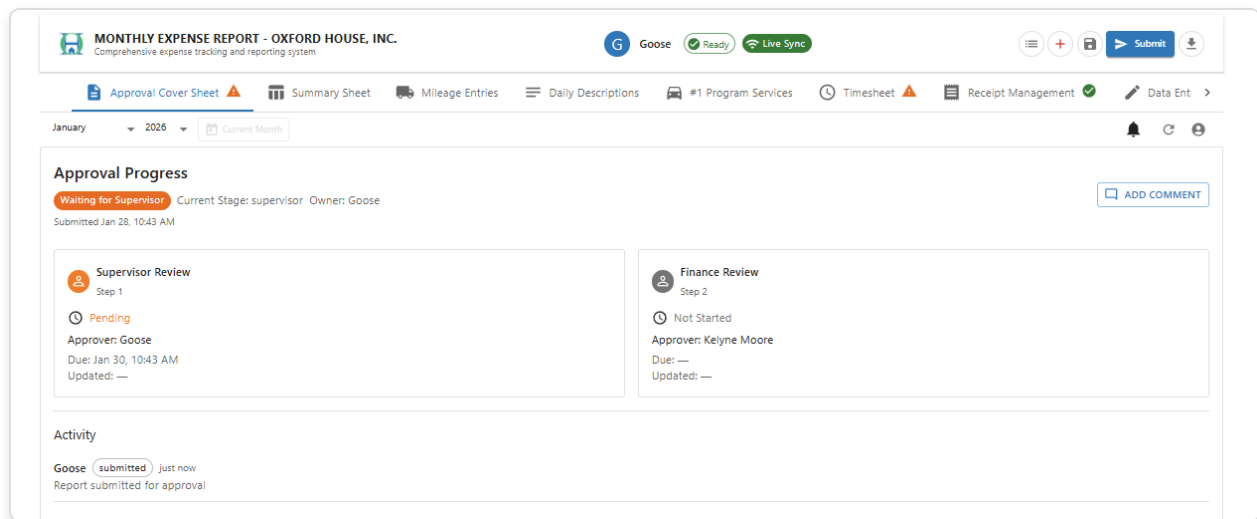 MONTHLY EXPENSE REPORT - OXFORD HOUSE, INC.
Comprehensive expense tracking and reporting system
G Goose Ready Live Sync
Submit
Approval Cover Sheet Summary Sheet Mileage Entries Daily Descriptions #1 Program Services Timesheet Receipt Management Data Ent
January 2026 Current Month
Approval Progress
Waiting for Supervisor Current Stage: supervisor Owner: Goose
ADD COMMENT
Submitted Jan 28, 10:43 AM
Supervisor Review
Step 1
Pending
Approver: Goose
Due: Jan 30, 10:43 AM
Updated: —
Finance Review
Step 2
Not Started
Approver: Kelyne Moore
Due: —
Updated: —
Activity
Goose submitted just now
Report submitted for approval